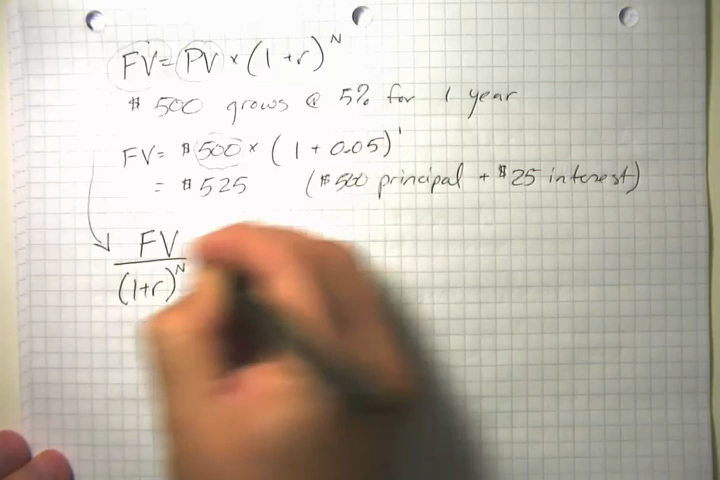 FV = PV × (1 + r)^N
$ 500 grows @ 5% for 1 year
FV = $500 × (1 + 0.05)^1
= $525 ($500 principal + $25 interest)
FV
(1+r)^N